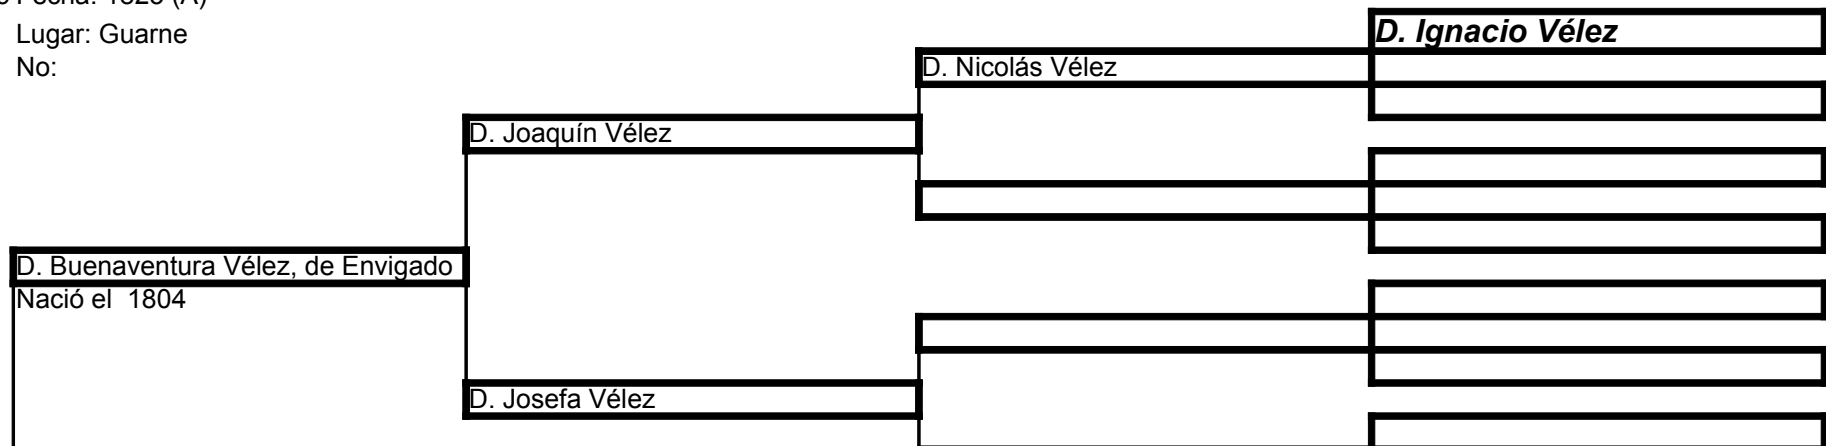 Lugar: Guarne
No:
D. Ignacio Vélez
D. Nicolás Vélez
D. Joaquín Vélez
D. Buenaventura Vélez, de Envigado
Nació el  1804
D. Josefa Vélez